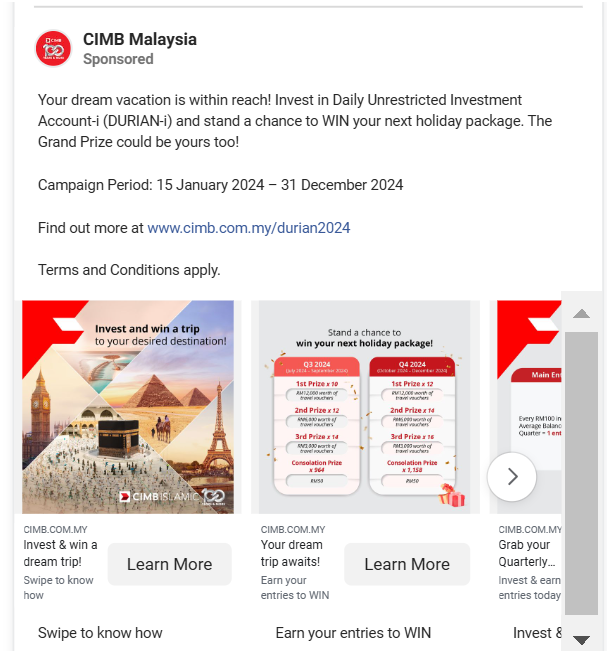 CIMB Malaysia
Sponsored
Your dream vacation is within reach! Invest in Daily Unrestricted Investment
Account-i (DURIAN-i) and stand a chance to WIN your next holiday package. The
Grand Prize could be yours too!
Campaign Period: 15 January 2024 – 31 December 2024
Find out more at www.cimb.com.my/durian2024
Terms and Conditions apply.
Invest and win a trip
to your desired destination!
CIMB ISLAMIC 100
Stand a chance to
win your next holiday package!
Q3 2024
(July 2024 – September 2024)
1st Prize x 10
RM12,000 worth of
travel vouchers
2nd Prize x 12
RM5,000 worth of
travel vouchers
3rd Prize x 14
RM3,000 worth of
travel vouchers
Consolation Prize
x 964
RM50
Q4 2024
(October 2024 – December 2024)
1st Prize x 12
RM12,000 worth of
travel vouchers
2nd Prize x 14
RM5,000 worth of
travel vouchers
3rd Prize x 16
RM3,000 worth of
travel vouchers
Consolation Prize
x 1,158
RM50
Main En
Every RM100 in
Average Balanc
Quarter = 1 ent
CIMB.COM.MY
Invest & win a
dream trip!
Swipe to know
how
Learn More
CIMB.COM.MY
Your dream
trip awaits!
Earn your
entries to WIN
Learn More
CIMB.COM.MY
Grab your
Quarterly...
Invest & earn
entries today
Swipe to know how
Earn your entries to WIN
Invest &